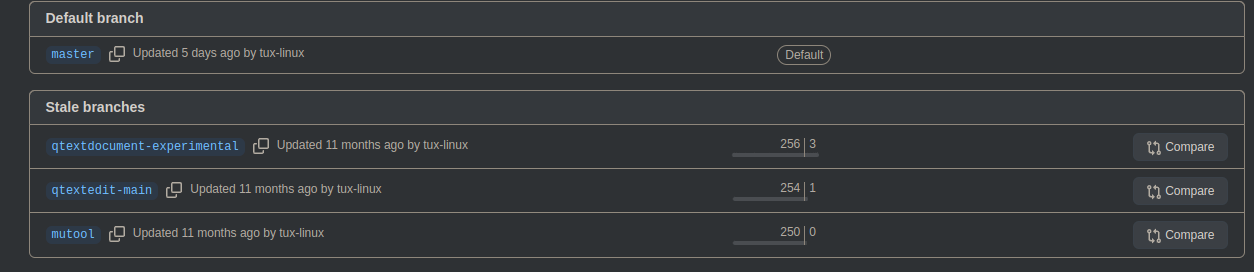 Default branch
master Updated 5 days ago by tux-linux Default
Stale branches
qtextdocument-experimental Updated 11 months ago by tux-linux 256 3 Compare
qtextedit-main Updated 11 months ago by tux-linux 254 1 Compare
mutool Updated 11 months ago by tux-linux 250 0 Compare